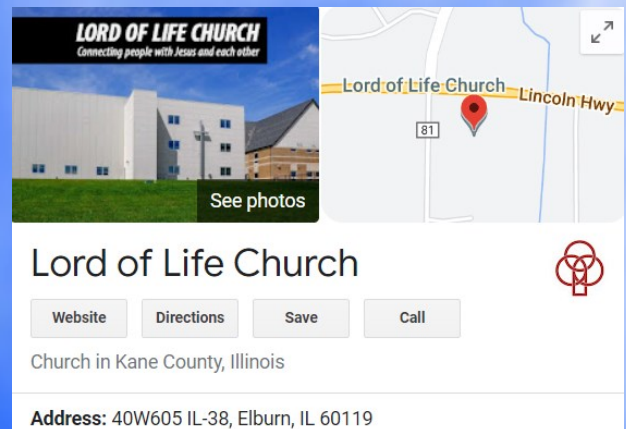 LORD OF LIFE CHURCH
Connecting people with Jesus and each other
See photos
Lord of Life Church
Lincoln Hwy
81
Lord of Life Church
Website Directions Save Call
Church in Kane County, Illinois
Address: 40W605 IL-38, Elburn, IL 60119